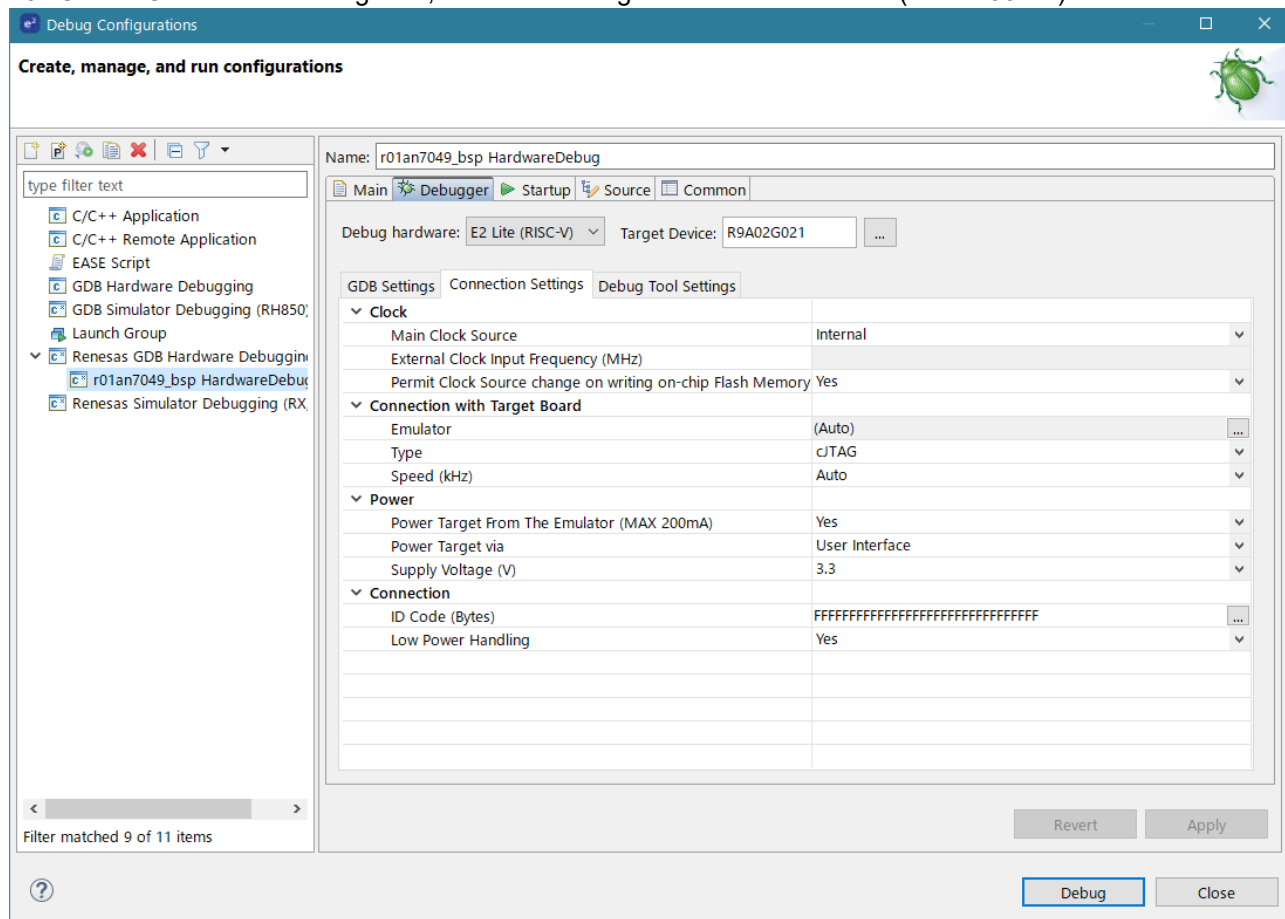 Debug Configurations
Create, manage, and run configurations
type filter text
C/C++ Application
C/C++ Remote Application
EASE Script
GDB Hardware Debugging
GDB Simulator Debugging (RH850)
Launch Group
Renesas GDB Hardware Debuggin
r01an7049_bsp HardwareDebug
Renesas Simulator Debugging (RX,
Filter matched 9 of 11 items
Name: r01an7049_bsp HardwareDebug
Main Debugger Startup Source Common
Debug hardware: E2 Lite (RISC-V) Target Device: R9A02G021 ...
GDB Settings Connection Settings Debug Tool Settings
Clock
Main Clock Source Internal
External Clock Input Frequency (MHz)
Permit Clock Source change on writing on-chip Flash Memory Yes
Connection with Target Board
Emulator (Auto) ...
Type cJTAG
Speed (kHz) Auto
Power
Power Target From The Emulator (MAX 200mA) Yes
Power Target via User Interface
Supply Voltage (V) 3.3
Connection
ID Code (Bytes) FFFFFFFFFFFFFFFFFFFFFFFFFFFFFFFF ...
Low Power Handling Yes
Revert Apply
Debug Close